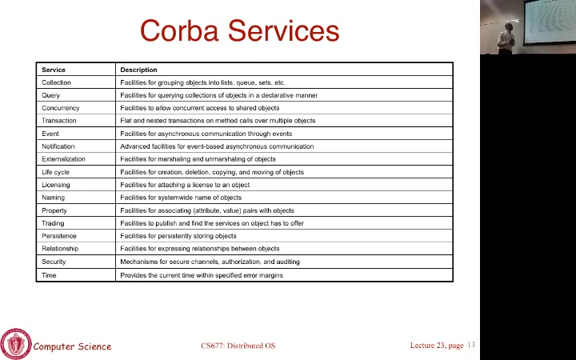 Corba Services
Service Description
Collection Facilities for grouping objects into lists, queue, sets, etc.
Query Facilities for querying collections of objects in a declarative manner
Concurrency Facilities to allow concurrent access to shared objects
Transaction Flat and nested transactions on method calls over multiple objects
Event Facilities for asynchronous communication through events
Notification Advanced facilities for event-based asynchronous communication
Externalization Facilities for marshaling and unmarshaling of objects
Life cycle Facilities for creation, deletion, copying, and moving of objects
Licensing Facilities for attaching a license to an object
Naming Facilities for systemwide name of objects
Property Facilities for associating (attribute, value) pairs with objects
Trading Facilities to publish and find the services on object has to offer
Persistence Facilities for persistently storing objects
Relationship Facilities for expressing relationships between objects
Security Mechanisms for secure channels, authorization, and auditing
Time Provides the current time within specified error margins
Computer Science CS677: Distributed OS Lecture 23, page 13